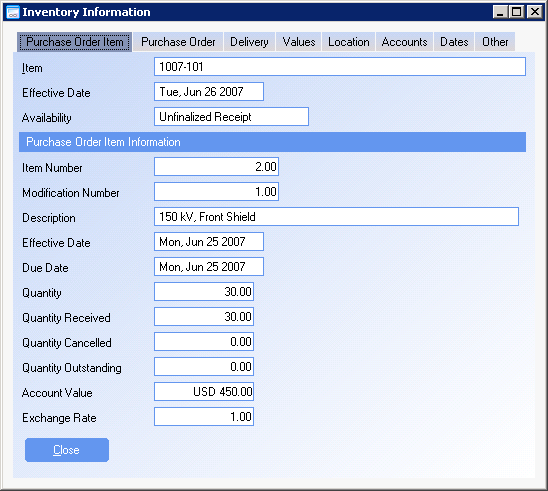 Inventory Information
Purchase Order Item Purchase Order Delivery Values Location Accounts Dates Other
Item 1007-101
Effective Date Tue, Jun 26 2007
Availability Unfinalized Receipt
Purchase Order Item Information
Item Number 2.00
Modification Number 1.00
Description 150 kV, Front Shield
Effective Date Mon, Jun 25 2007
Due Date Mon, Jun 25 2007
Quantity 30.00
Quantity Received 30.00
Quantity Cancelled 0.00
Quantity Outstanding 0.00
Account Value USD 450.00
Exchange Rate 1.00
Close